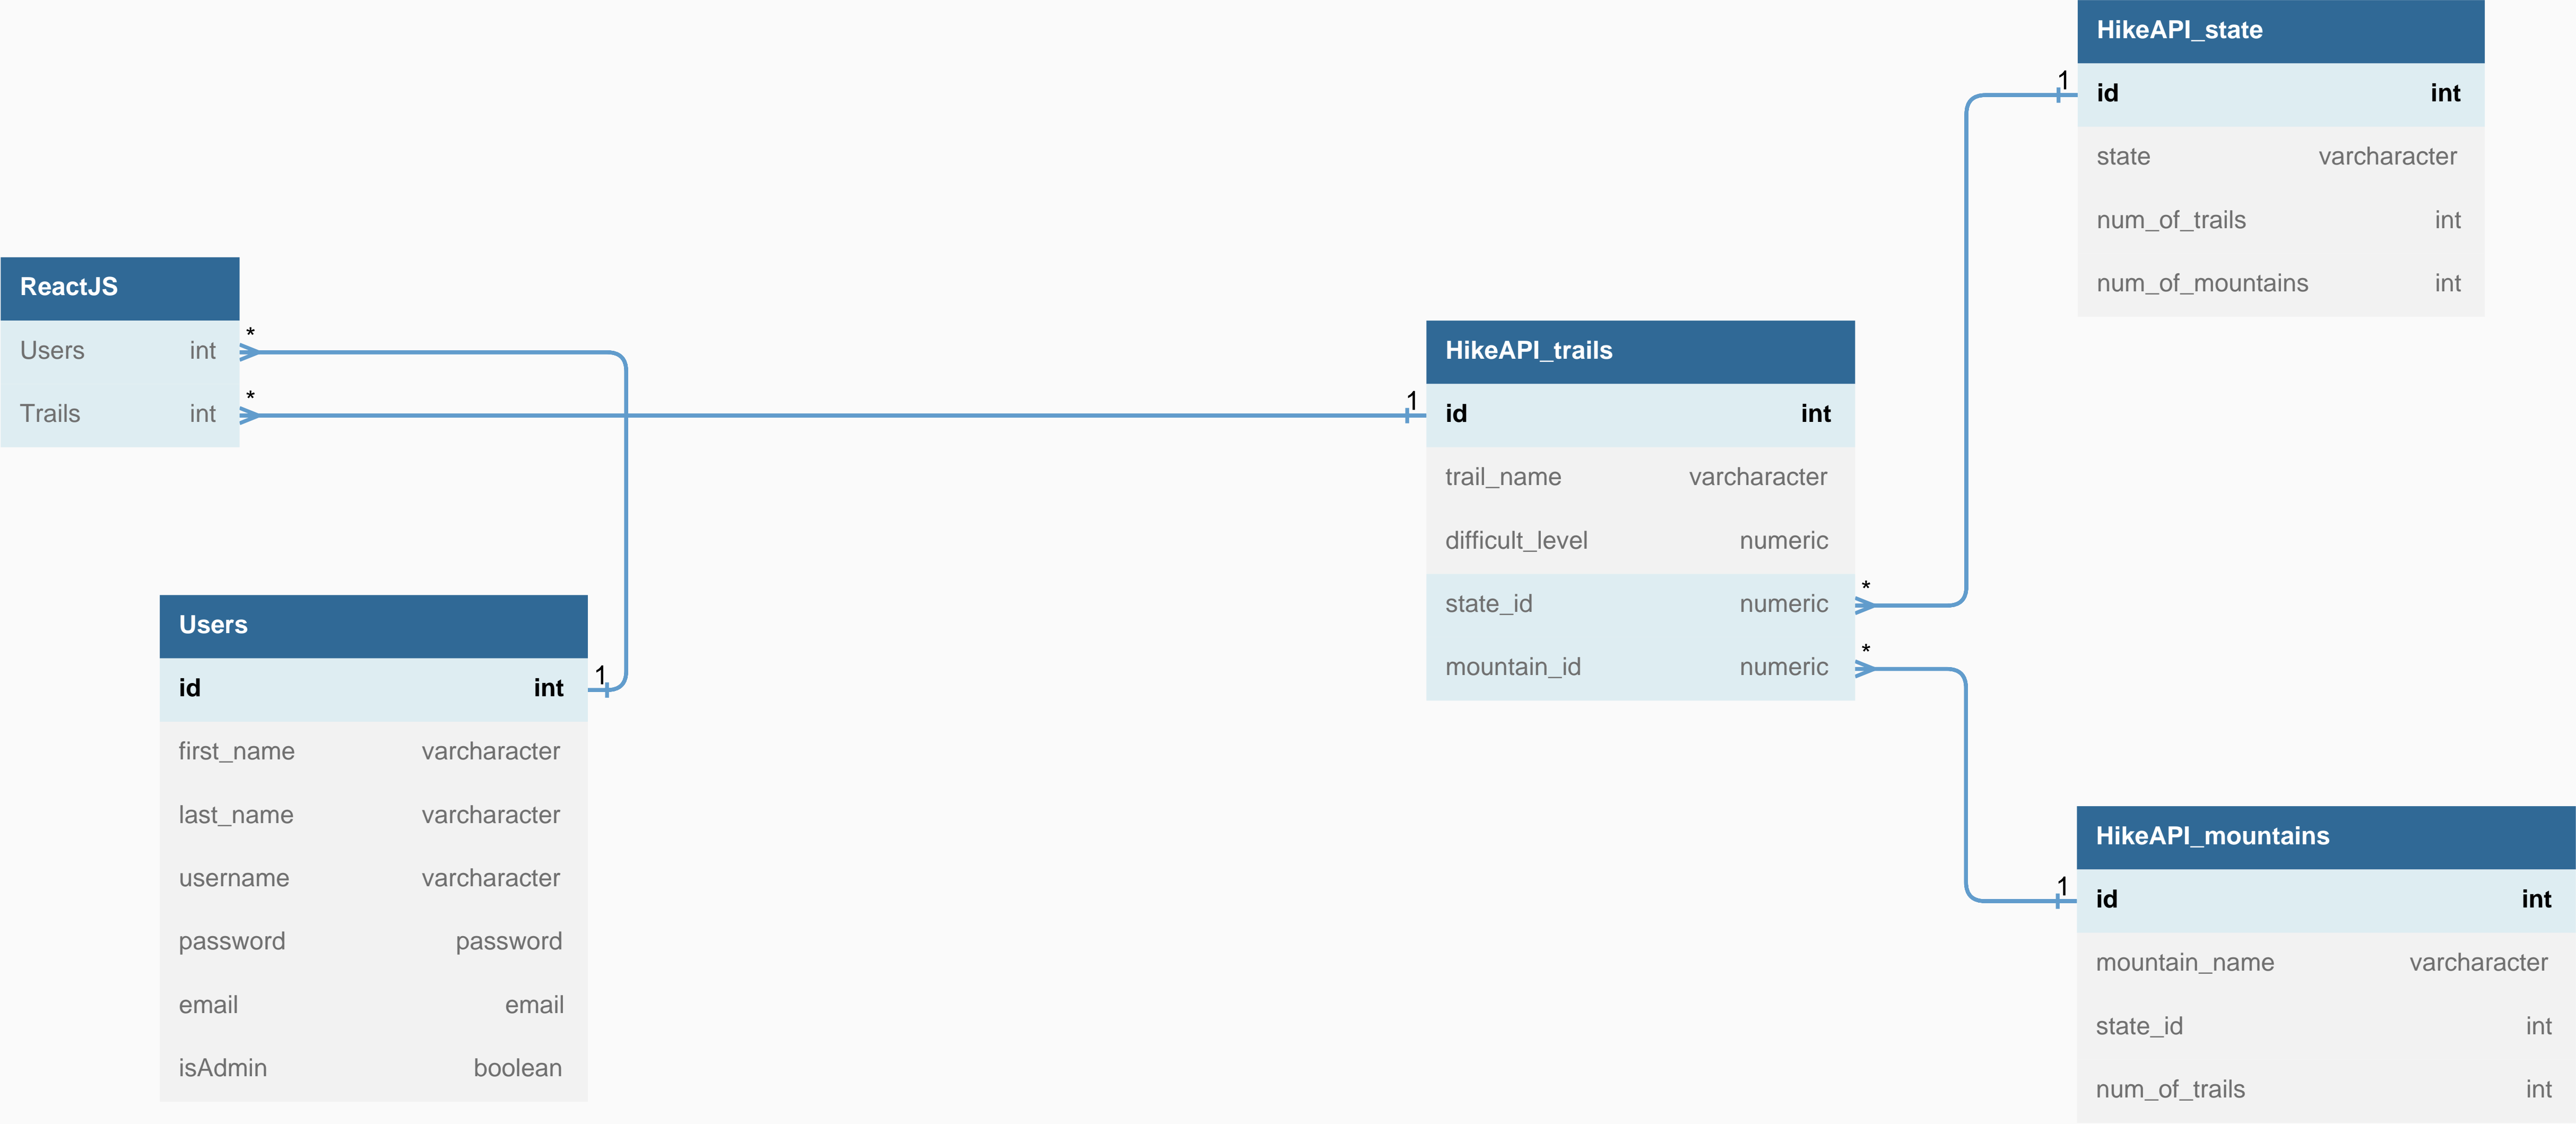 HikeAPI_state
1
id int
state varcharacter
num_of_trails int
num_of_mountains int
ReactJS
Users int *
Trails int *
HikeAPI_trails
1
id int
trail_name varcharacter
difficult_level numeric
state_id numeric *
mountain_id numeric *
Users
id int 1
first_name varcharacter
last_name varcharacter
username varcharacter
password password
email email
isAdmin boolean
HikeAPI_mountains
1
id int
mountain_name varcharacter
state_id int
num_of_trails int